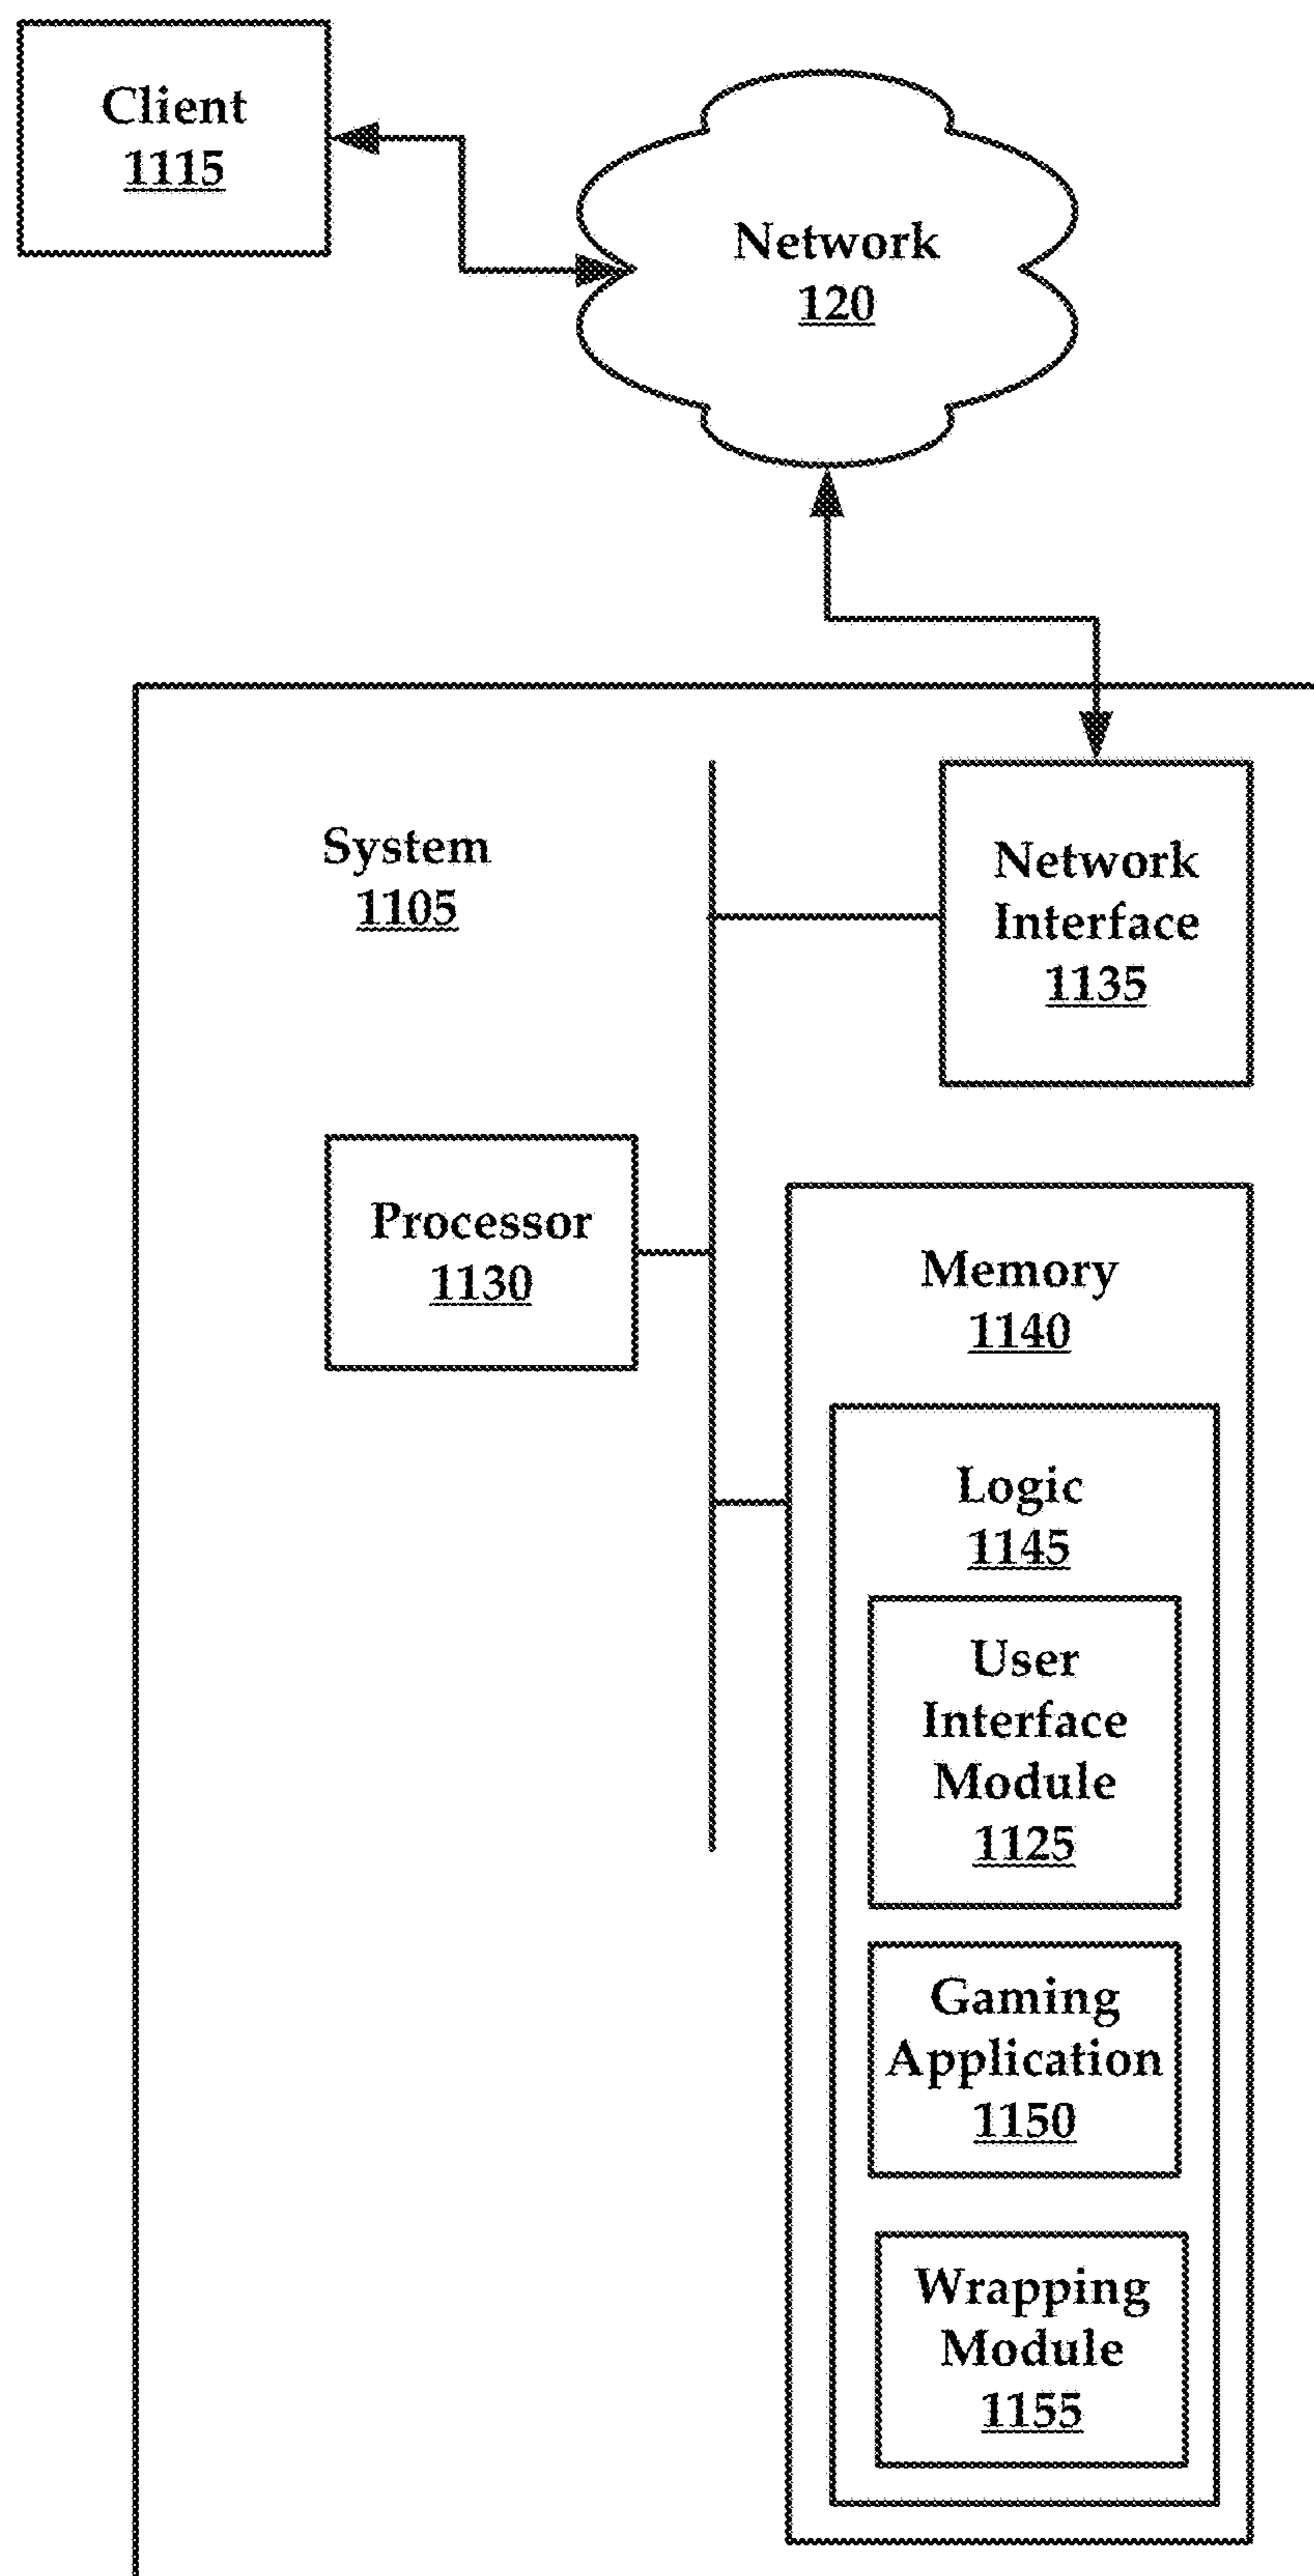 Client
1115
Network
120
System
1105
Network
Interface
1135
Processor
1130
Memory
1140
Logic
1145
User
Interface
Module
1125
Gaming
Application
1150
Wrapping
Module
1155